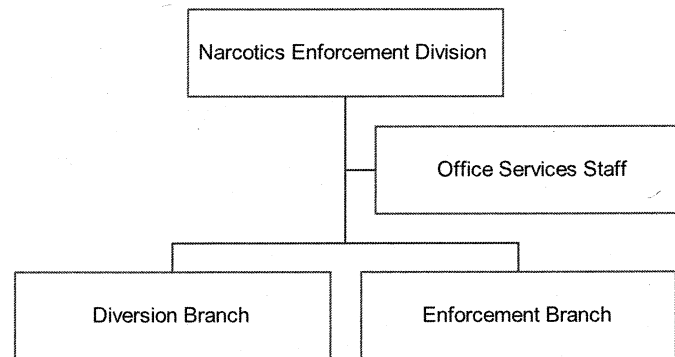 Narcotics Enforcement Division
Office Services Staff
Diversion Branch
Enforcement Branch